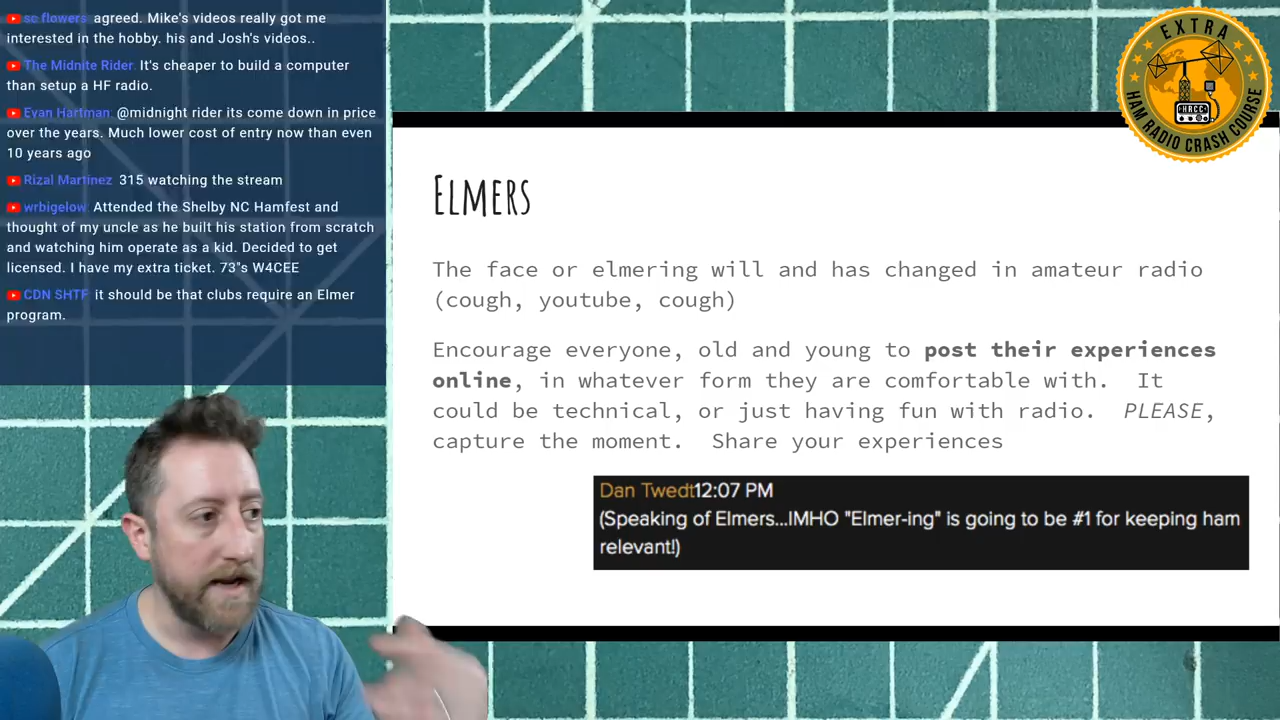 sc flowers agreed. Mike's videos really got me
interested in the hobby. his and Josh's videos..
The Midnite Rider It's cheaper to build a computer
than setup a HF radio.
Evan Hartman @midnight rider its come down in price
over the years. Much lower cost of entry now than even
10 years ago
Rizal Martinez 315 watching the stream
wrbigelow Attended the Shelby NC Hamfest and
thought of my uncle as he built his station from scratch
and watching him operate as a kid. Decided to get
licensed. I have my extra ticket. 73"s W4CEE
CDN SHTF it should be that clubs require an Elmer
program.
EXTRA
HRCC
HAM RADIO CRASH COURSE
ELMERS
The face or elmering will and has changed in amateur radio
(cough, youtube, cough)
Encourage everyone, old and young to post their experiences
online, in whatever form they are comfortable with. It
could be technical, or just having fun with radio. PLEASE,
capture the moment. Share your experiences
Dan Twedt12:07 PM
(Speaking of Elmers...IMHO "Elmer-ing" is going to be #1 for keeping ham
relevant!)